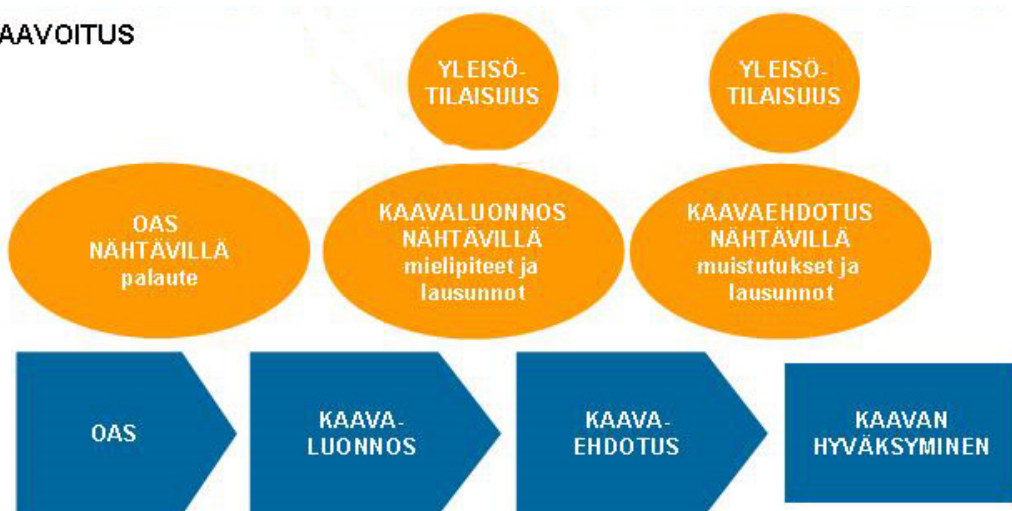 AAVOITUS
YLEISÖ-
TILAISUUS
YLEISÖ-
TILAISUUS
OAS
NÄHTÄVILLÄ
palaute
KAAVALUONNOS
NÄHTÄVILLÄ
mielipiteet ja
lausunnot
KAAVAEHDOTUS
NÄHTÄVILLÄ
muistutukset ja
lausunnot
OAS
KAAVA-
LUONNOS
KAAVA-
EHDOTUS
KAAVAN
HYVÄKSYMINEN